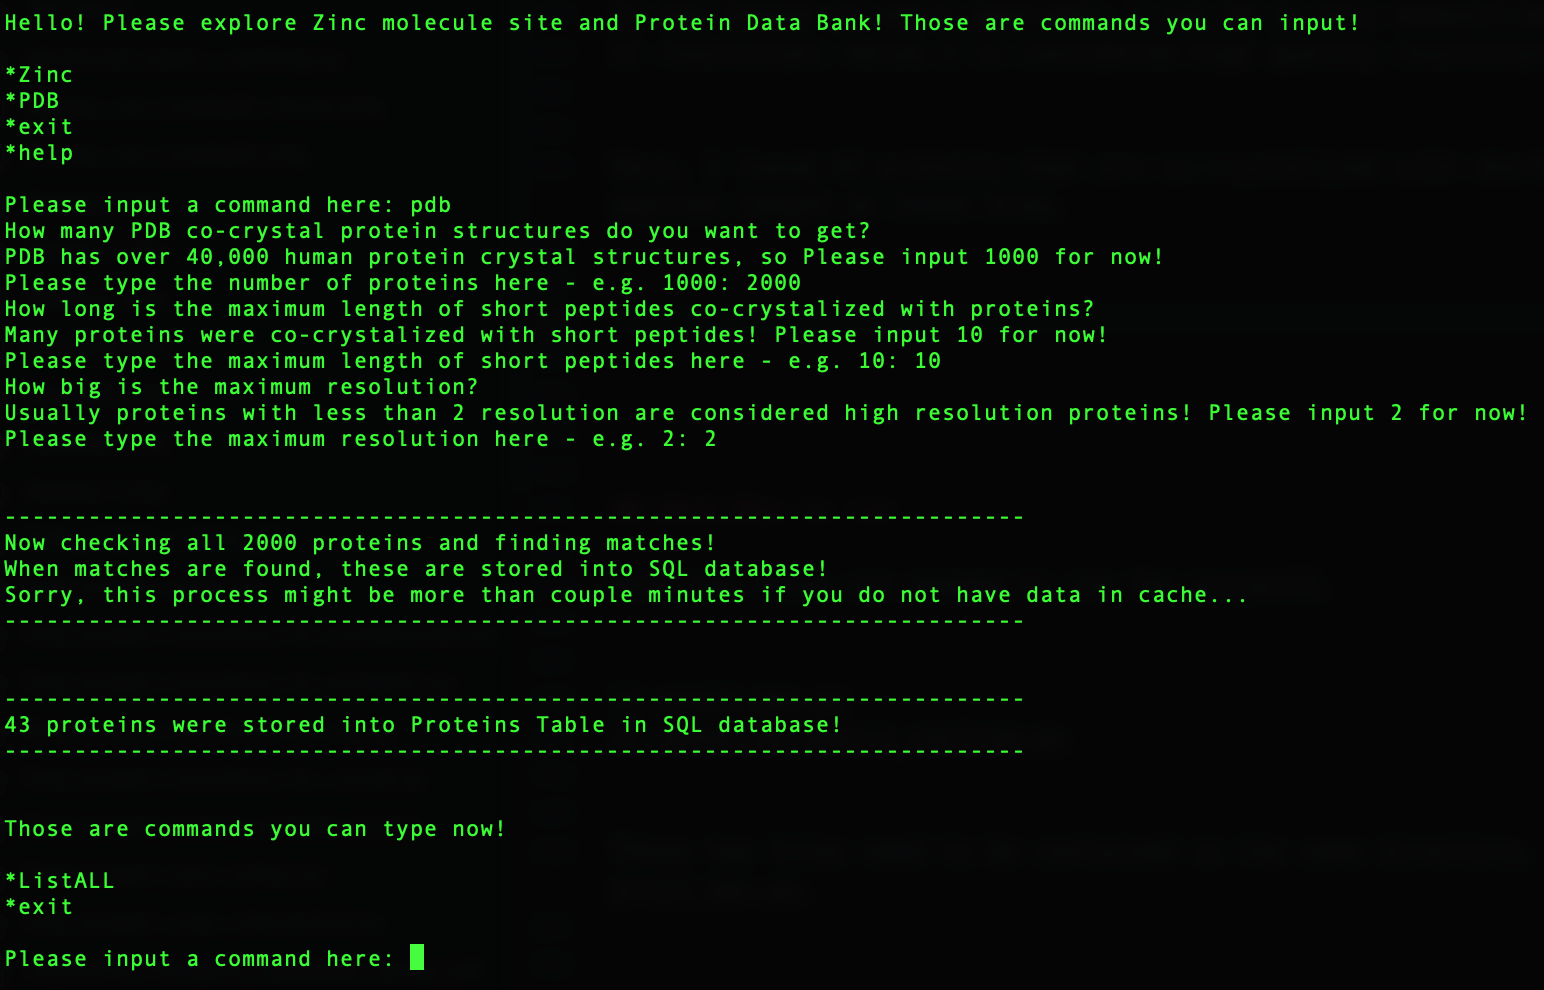 Hello! Please explore Zinc molecule site and Protein Data Bank! Those are commands you can input!
*Zinc
*PDB
*exit
*help
Please input a command here: pdb
How many PDB co-crystal protein structures do you want to get?
PDB has over 40,000 human protein crystal structures, so Please input 1000 for now!
Please type the number of proteins here - e.g. 1000: 2000
How long is the maximum length of short peptides co-crystalized with proteins?
Many proteins were co-crystalized with short peptides! Please input 10 for now!
Please type the maximum length of short peptides here - e.g. 10: 10
How big is the maximum resolution?
Usually proteins with less than 2 resolution are considered high resolution proteins! Please input 2 for now!
Please type the maximum resolution here - e.g. 2: 2
-------------------------------------------------------------------------
Now checking all 2000 proteins and finding matches!
When matches are found, these are stored into SQL database!
Sorry, this process might be more than couple minutes if you do not have data in cache...
-------------------------------------------------------------------------
-------------------------------------------------------------------------
43 proteins were stored into Proteins Table in SQL database!
-------------------------------------------------------------------------
Those are commands you can type now!
*ListALL
*exit
Please input a command here: